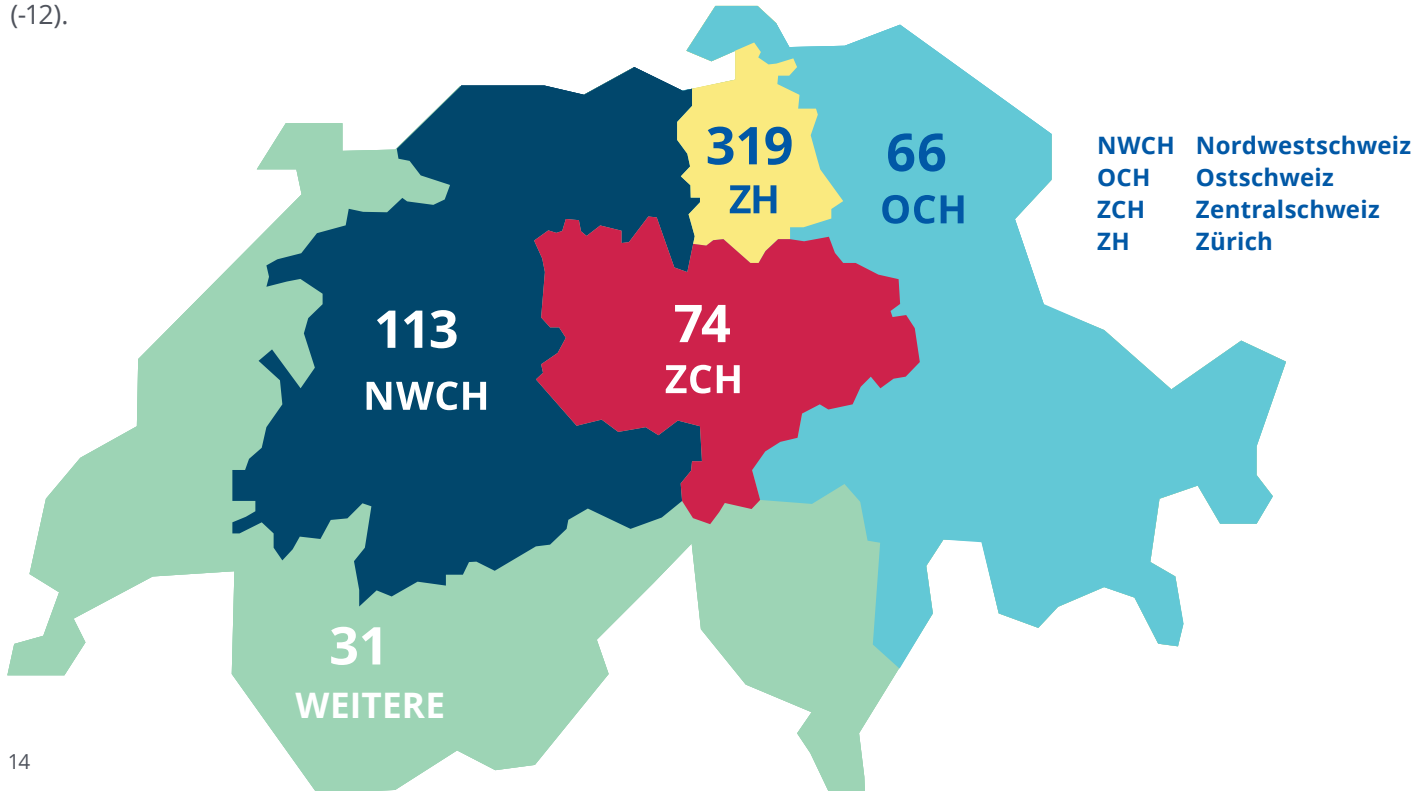 (-12).
319
ZH
66
OCH
NWCH Nordwestschweiz
OCH Ostschweiz
ZCH Zentralschweiz
ZH Zürich
113
NWCH
74
ZCH
31
WEITERE
14